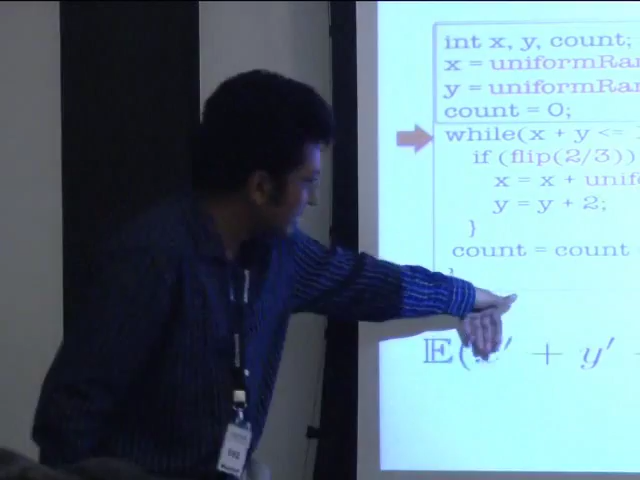 int x, y, count;
x = uniformRan
y = uniformRan
count = 0;
while(x + y <=
if (flip(2/3))
x = x + unif
y = y + 2;
}
count = count
}
𝔼(x′ + y′